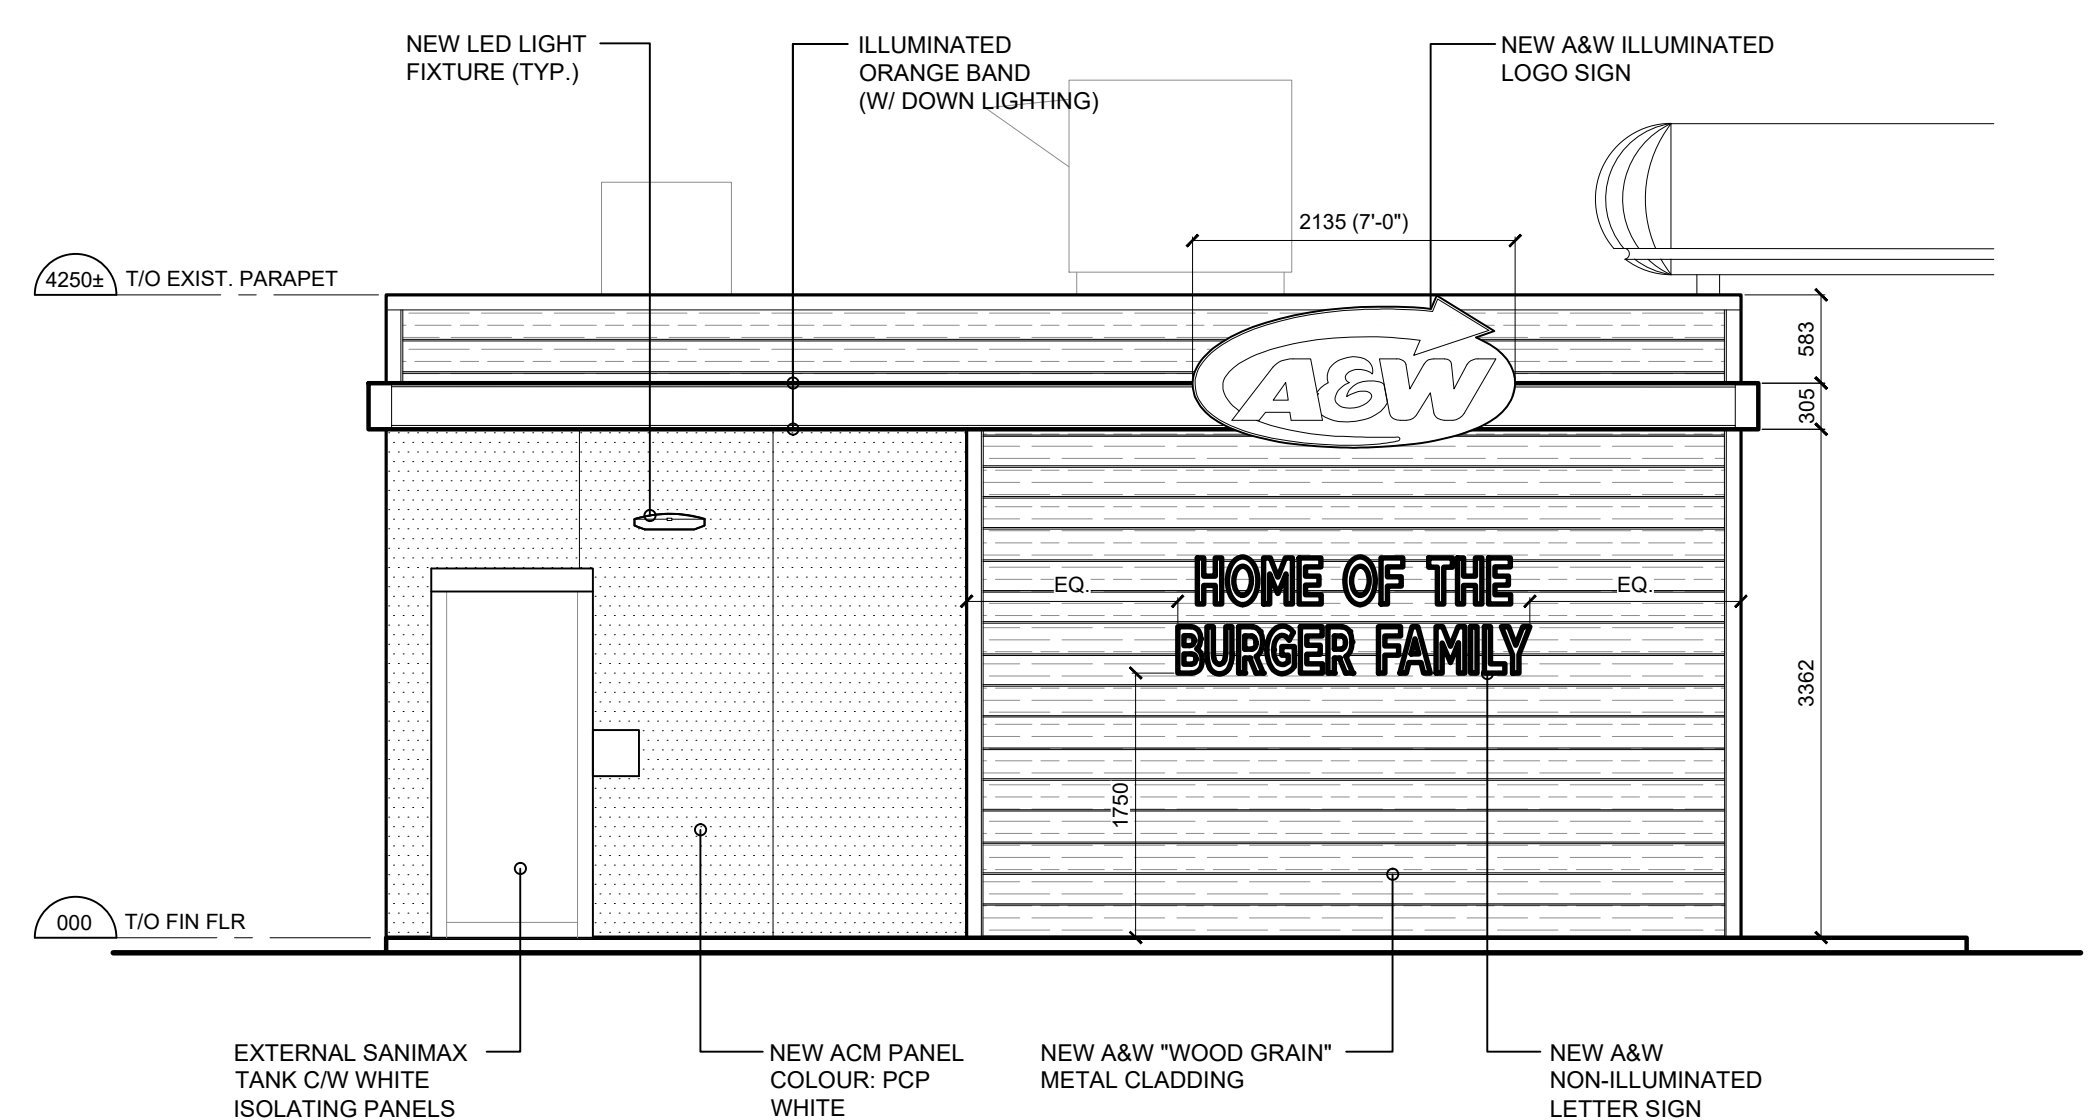 NEW LED LIGHT
FIXTURE (TYP.)
ILLUMINATED
ORANGE BAND
(W/ DOWN LIGHTING)
NEW A&W ILLUMINATED
LOGO SIGN
2135 (7'-0")
4250± T/O EXIST. PARAPET
583
A&W
305
HOME OF THE
EQ.
EQ.
BURGER FAMILY
3362
1750
000 T/O FIN FLR
EXTERNAL SANIMAX
TANK C/W WHITE
ISOLATING PANELS
NEW ACM PANEL
COLOUR: PCP
WHITE
NEW A&W "WOOD GRAIN"
METAL CLADDING
NEW A&W
NON-ILLUMINATED
LETTER SIGN